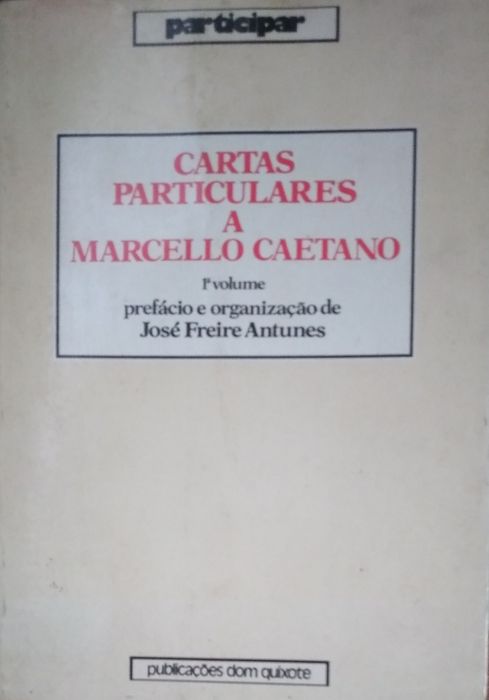 participar
CARTAS
PARTICULARES
A
MARCELLO CAETANO
1º volume
prefácio e organização de
José Freire Antunes
publicações dom quixote